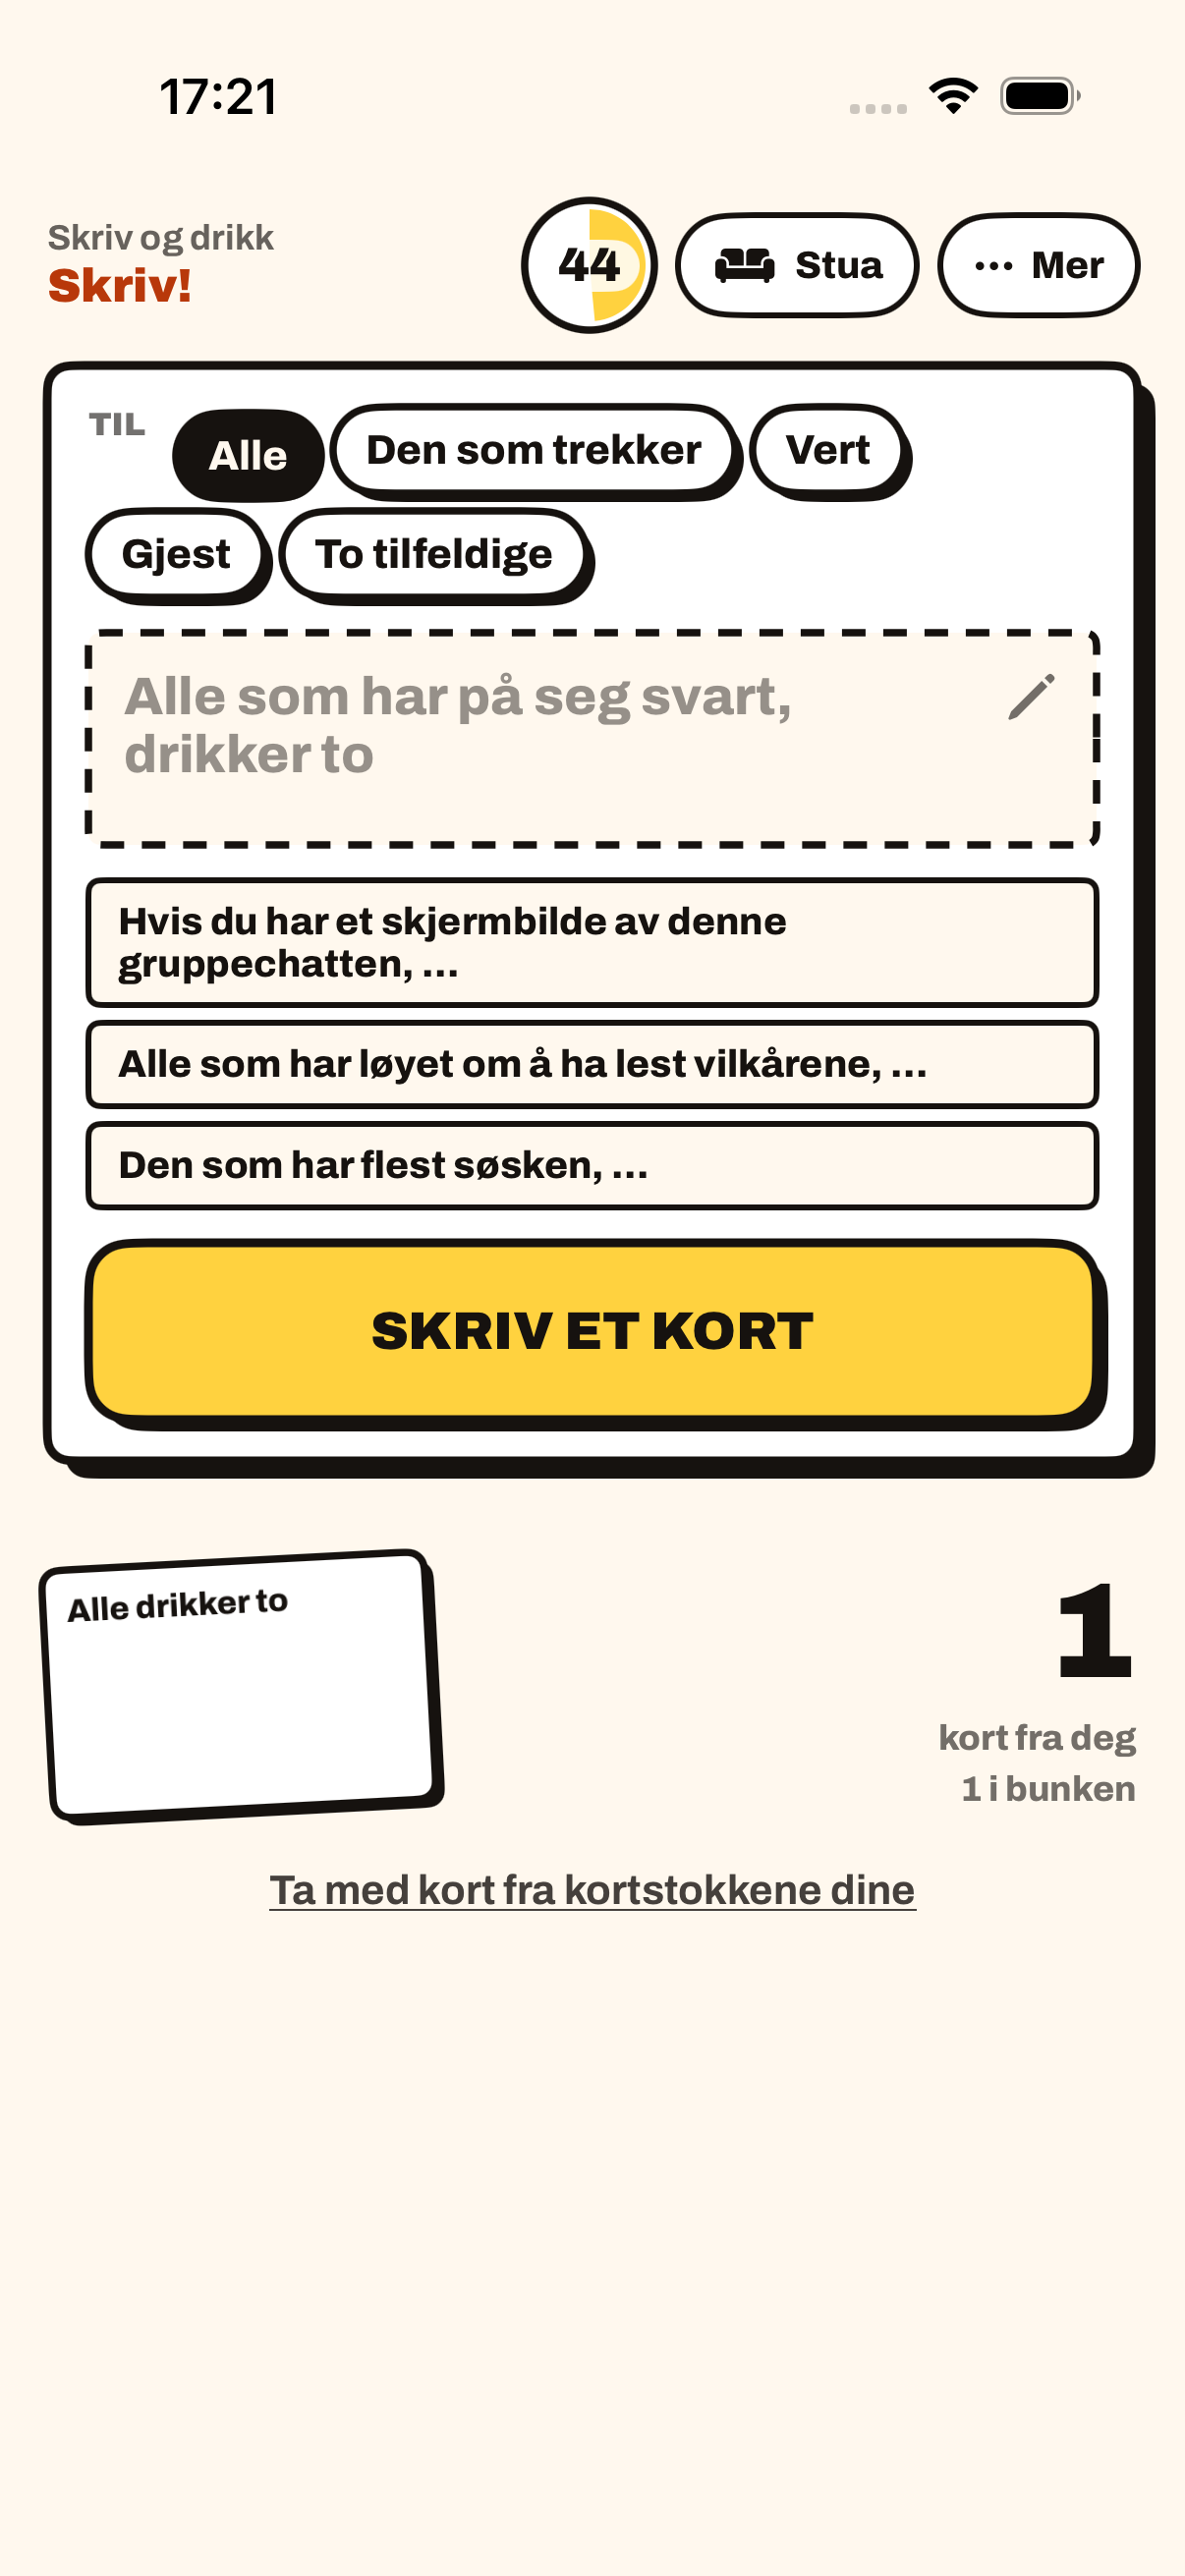 17:21
Skriv og drikk
Skriv!
44
Stua
Mer
TIL
Alle
Den som trekker
Vert
Gjest
To tilfeldige
Alle som har på seg svart,
drikker to
Hvis du har et skjermbilde av denne
gruppechatten, ...
Alle som har løyet om å ha lest vilkårene, ...
Den som har flest søsken, ...
SKRIV ET KORT
Alle drikker to
1
kort fra deg
1 i bunken
Ta med kort fra kortstokkene dine